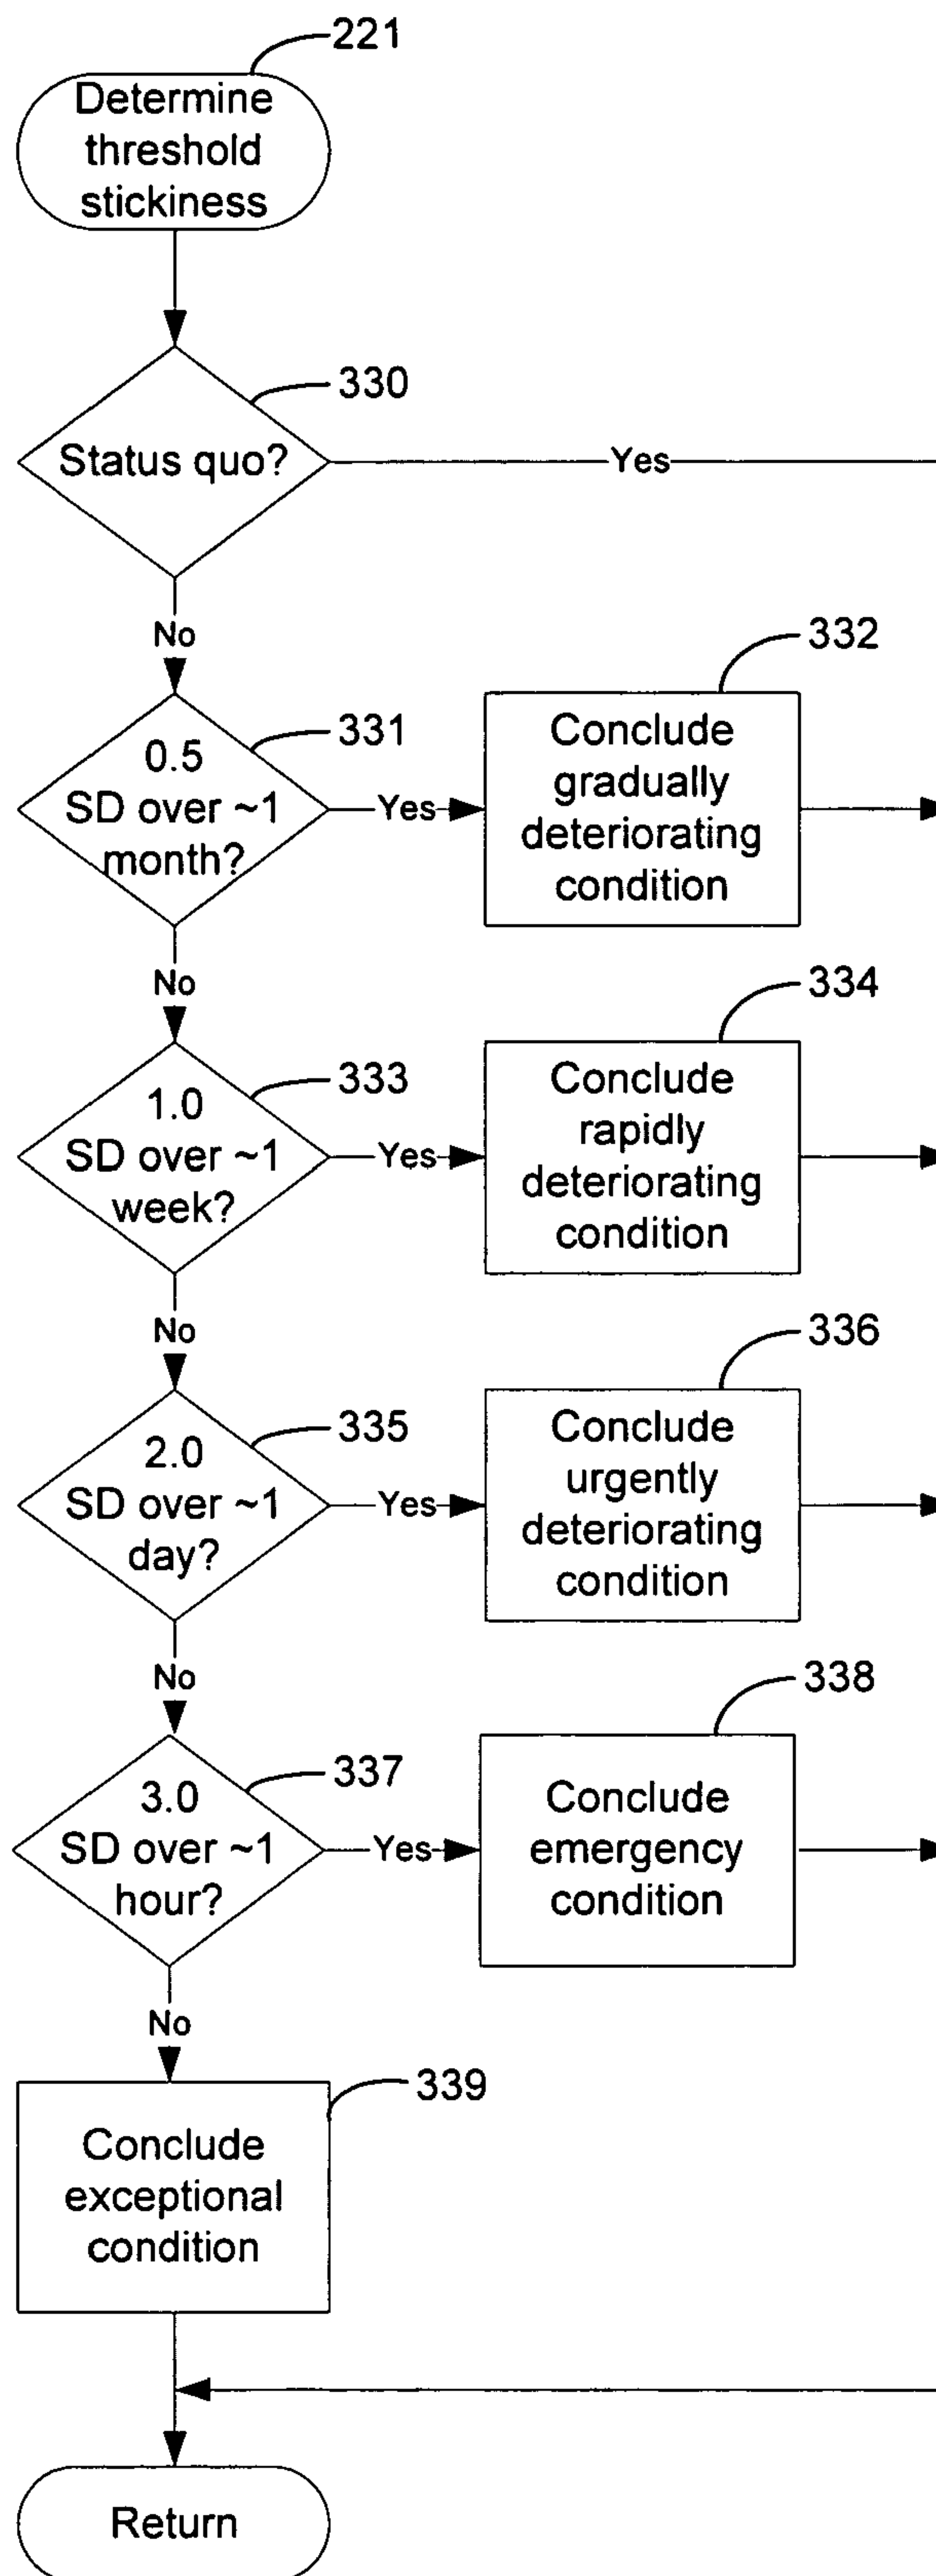 221
Determine
threshold
stickiness
330
Status quo?
Yes
No
332
331
0.5
SD over ~1
month?
Yes
Conclude
gradually
deteriorating
condition
No
334
333
1.0
SD over ~1
week?
Yes
Conclude
rapidly
deteriorating
condition
No
336
335
2.0
SD over ~1
day?
Yes
Conclude
urgently
deteriorating
condition
No
338
337
3.0
SD over ~1
hour?
Yes
Conclude
emergency
condition
No
339
Conclude
exceptional
condition
Return